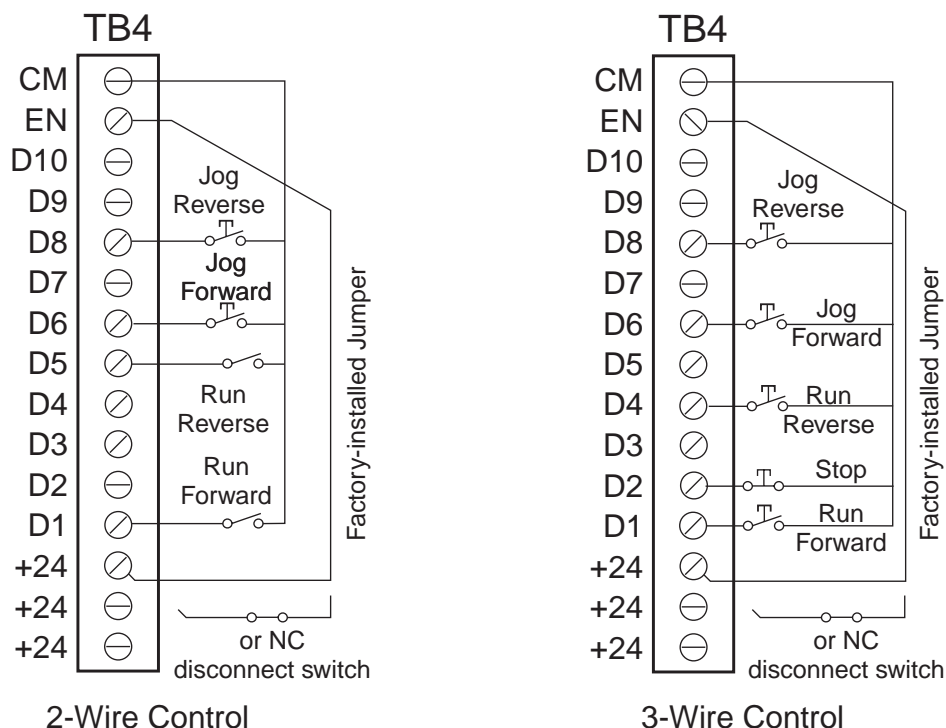 TB4
CM
EN
D10
D9
D8
D7
D6
D5
D4
D3
D2
D1
+24
+24
+24
Jog
Reverse
Jog
Forward
Run
Reverse
Run
Forward
Factory-installed Jumper
or NC
disconnect switch
2-Wire Control
TB4
CM
EN
D10
D9
D8
D7
D6
D5
D4
D3
D2
D1
+24
+24
+24
Jog
Reverse
Jog
Forward
Run
Reverse
Stop
Run
Forward
Factory-installed Jumper
or NC
disconnect switch
3-Wire Control